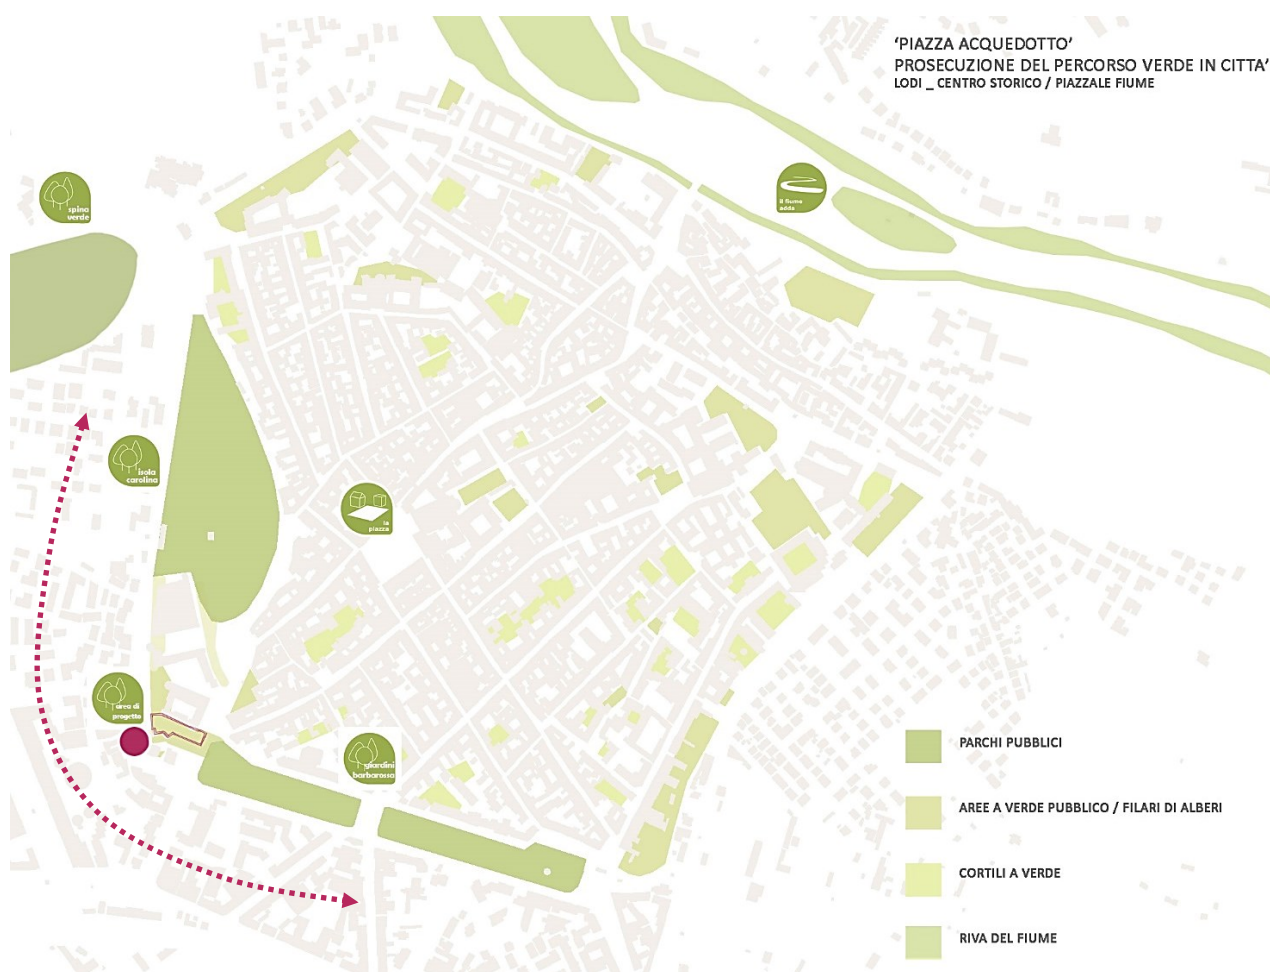 ‘PIAZZA ACQUEDOTTO’
PROSECUZIONE DEL PERCORSO VERDE IN CITTA’
LODI _ CENTRO STORICO / PIAZZALE FIUME
spina
verde
il fiume
adda
isola
carolina
la
piazza
area di
progetto
giardini
barbarossa
PARCHI PUBBLICI
AREE A VERDE PUBBLICO / FILARI DI ALBERI
CORTILI A VERDE
RIVA DEL FIUME